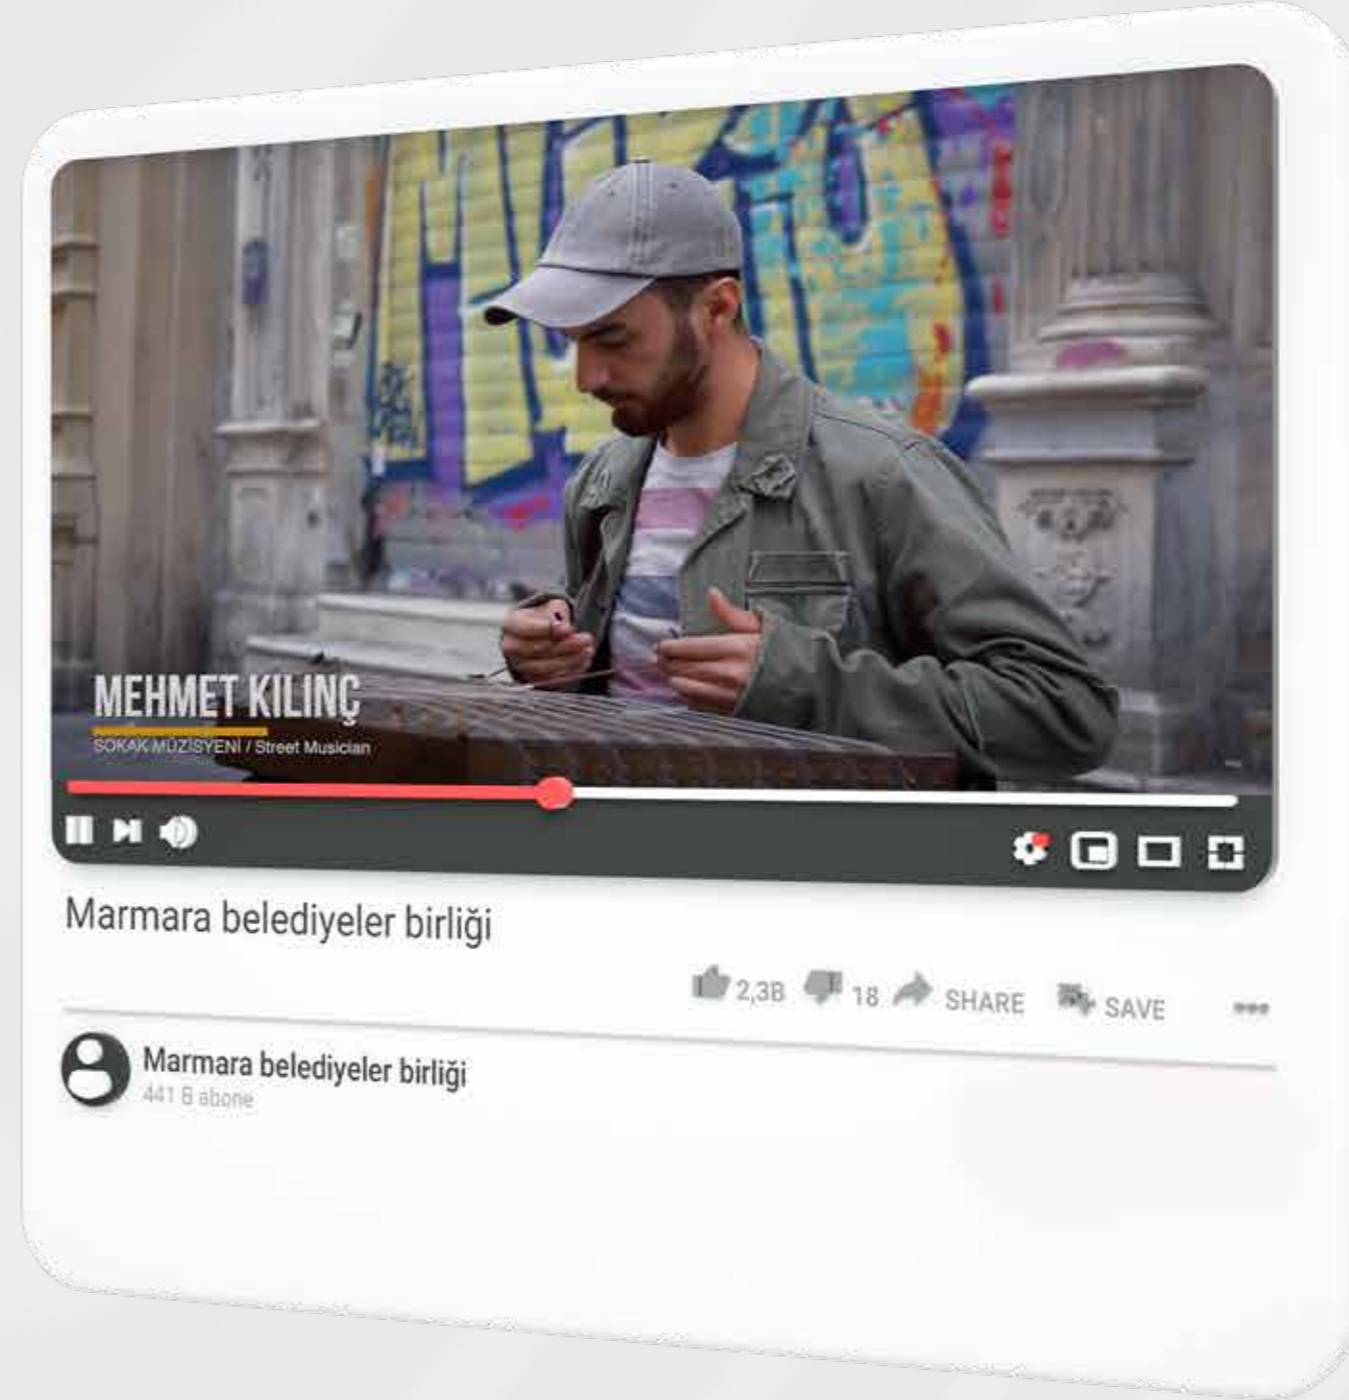 MEHMET KILINÇ
SOKAK MÜZİSYENİ / Street Musician
Marmara belediyeler birliği
2,3B 18 SHARE SAVE
Marmara belediyeler birliği
441 B abone